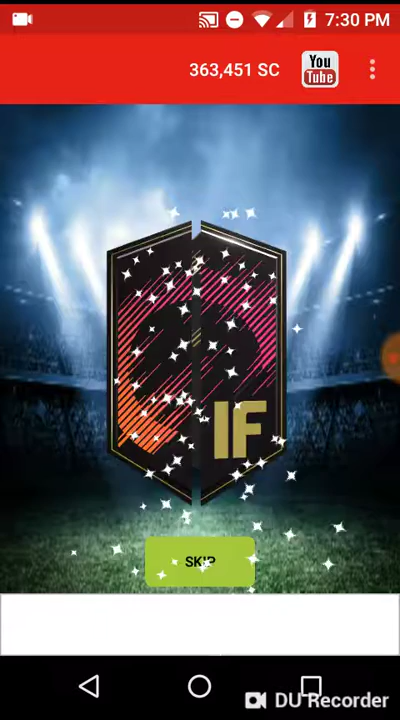 7:30 PM
363,451 SC
You
Tube
IF
SKIP
DU Recorder